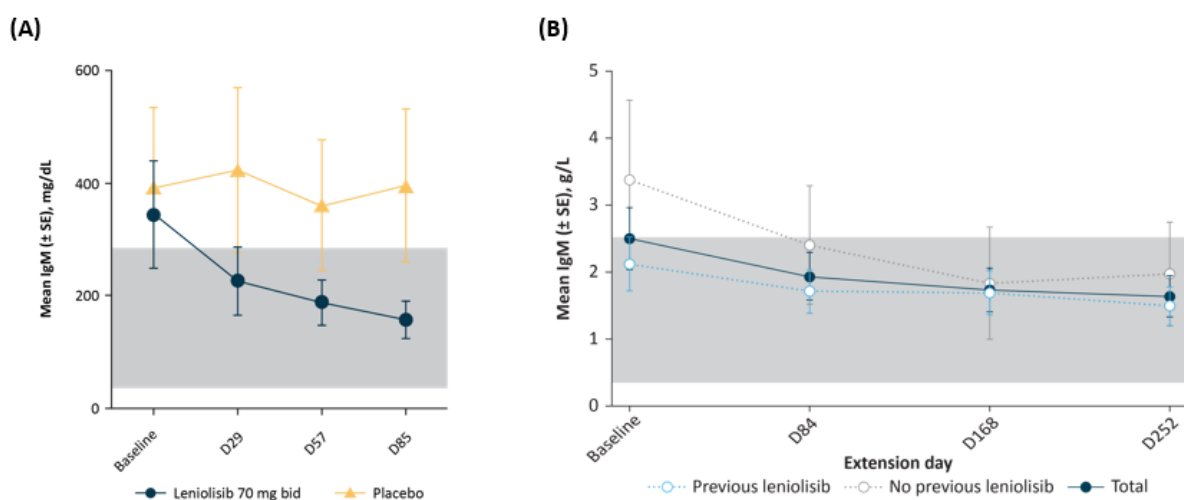 (A)
Mean IgM (± SE), mg/dL
600
400
200
0
Baseline
D29
D57
D85
Leniolisib 70 mg bid
Placebo
(B)
Mean IgM (± SE), g/L
5
4
3
2
1
0
Baseline
D84
D168
D252
Extension day
Previous leniolisib
No previous leniolisib
Total